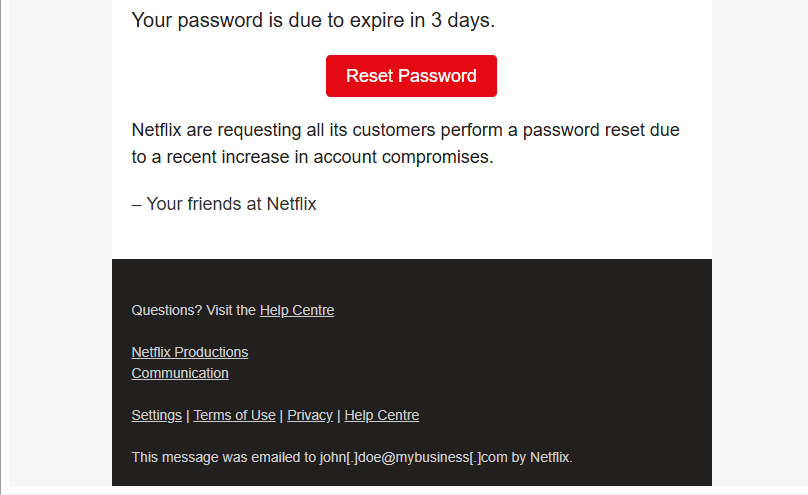 Your password is due to expire in 3 days.
Reset Password
Netflix are requesting all its customers perform a password reset due
to a recent increase in account compromises.
– Your friends at Netflix
Questions? Visit the Help Centre
Netflix Productions
Communication
Settings | Terms of Use | Privacy | Help Centre
This message was emailed to john[.]doe@mybusiness[.]com by Netflix.